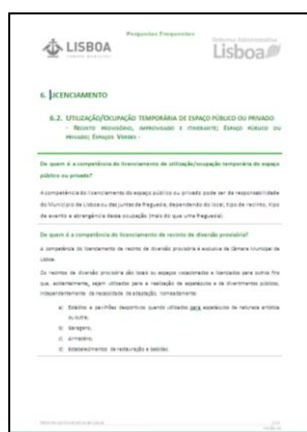 Perguntas Frequentes
LISBOA
CÂMARA MUNICIPAL
Reforma Administrativa
Lisboa
6. LICENCIAMENTO
6.2. UTILIZAÇÃO/OCUPAÇÃO TEMPORÁRIA DE ESPAÇO PÚBLICO OU PRIVADO
- RECINTO PROVISÓRIO, IMPROVISADO E ITINERANTE; ESPAÇO PÚBLICO OU
PRIVADO; ESPAÇOS VERDES -
De quem é a competência do licenciamento de utilização/ocupação temporária do espaço
público ou privado?
A competência do licenciamento do espaço público ou privado pode ser da responsabilidade
do Município de Lisboa ou das juntas de freguesia, dependendo do local, tipo de recinto, tipo
de evento e abrangência dessa ocupação (mais do que uma freguesia).
De quem é a competência do licenciamento de recinto de diversão provisória?
A competência do licenciamento de recinto de diversão provisória é exclusiva da Câmara Municipal de
Lisboa.
Os recintos de diversão provisória são locais ou espaços vocacionados e licenciados para outros fins
que, acidentalmente, sejam utilizados para a realização de espetáculos e de divertimentos públicos,
independentemente da necessidade de adaptação, nomeadamente:
a) Estádios e pavilhões desportivos quando utilizados para espetáculos de natureza artística
ou outra;
b) Garagens;
c) Armazéns;
d) Estabelecimentos de restauração e bebidas.